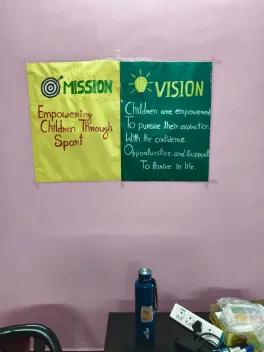 MISSION
Empowering
Children Through
Sport
VISION
Children are empowered
To pursue their aspiration
With the confidence
Opportunities and Support
To thrive in life.